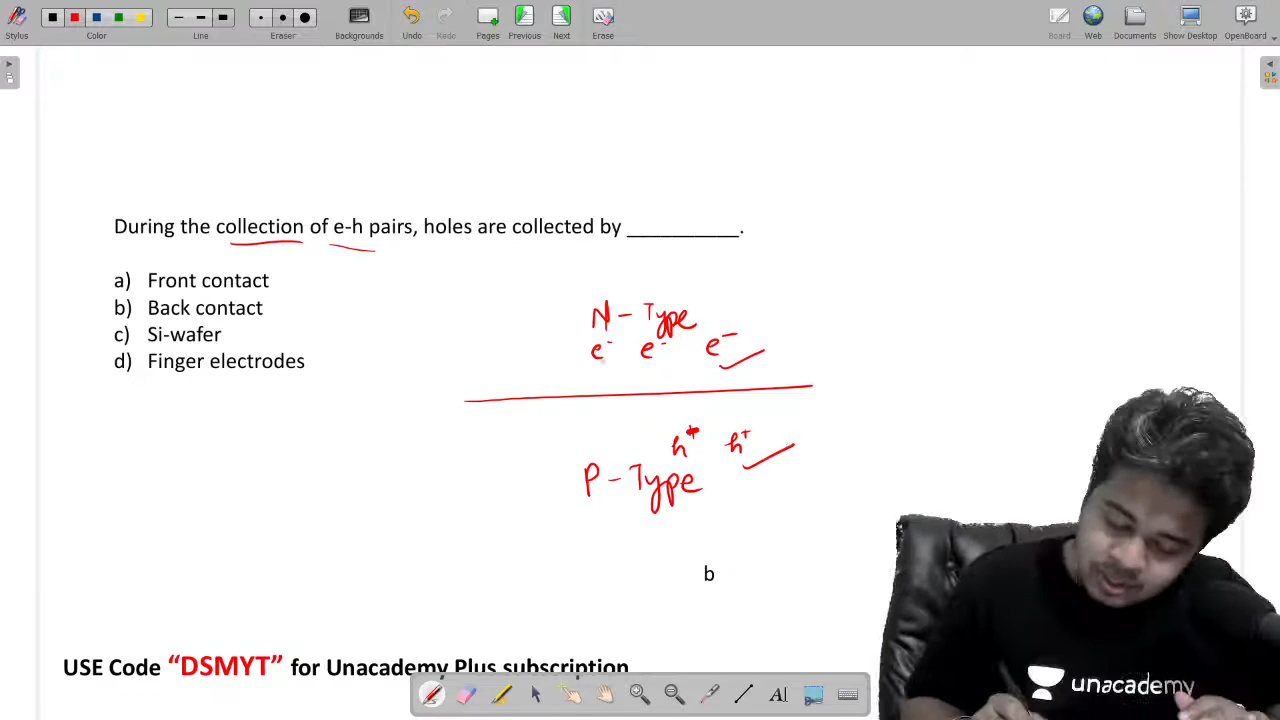 Stylus Color Line Eraser Backgrounds Undo Redo Pages Previous Next Erase Board Web Documents Show Desktop OpenBoard
During the collection of e-h pairs, holes are collected by __________.
a) Front contact
b) Back contact
c) Si-wafer
d) Finger electrodes
N - Type
e⁻ e⁻ e⁻
h⁺ h⁺
P - Type
b
USE Code “DSMYT” for Unacademy Plus subscription
unacademy